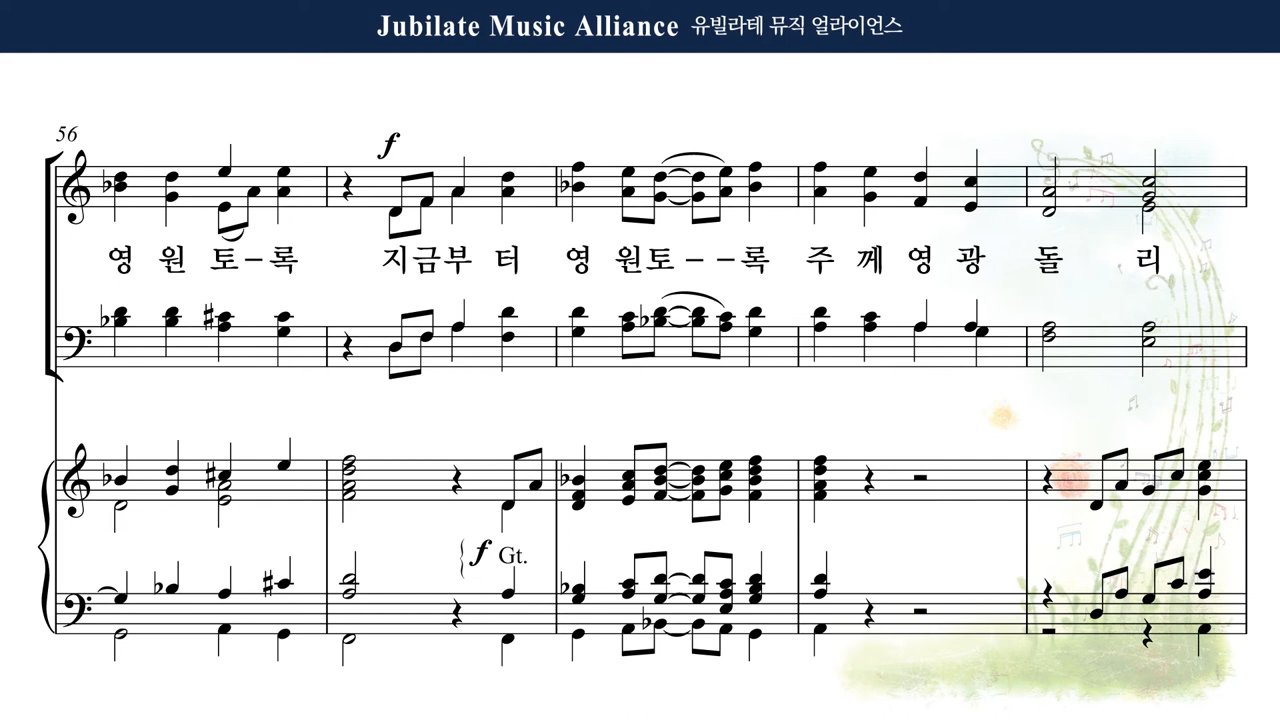 Jubilate Music Alliance 유빌라테 뮤직 얼라이언스
56
f
영 원 토 – 록 지금부 터 영 원토 – – 록 주 께 영 광 돌 리
f Gt.